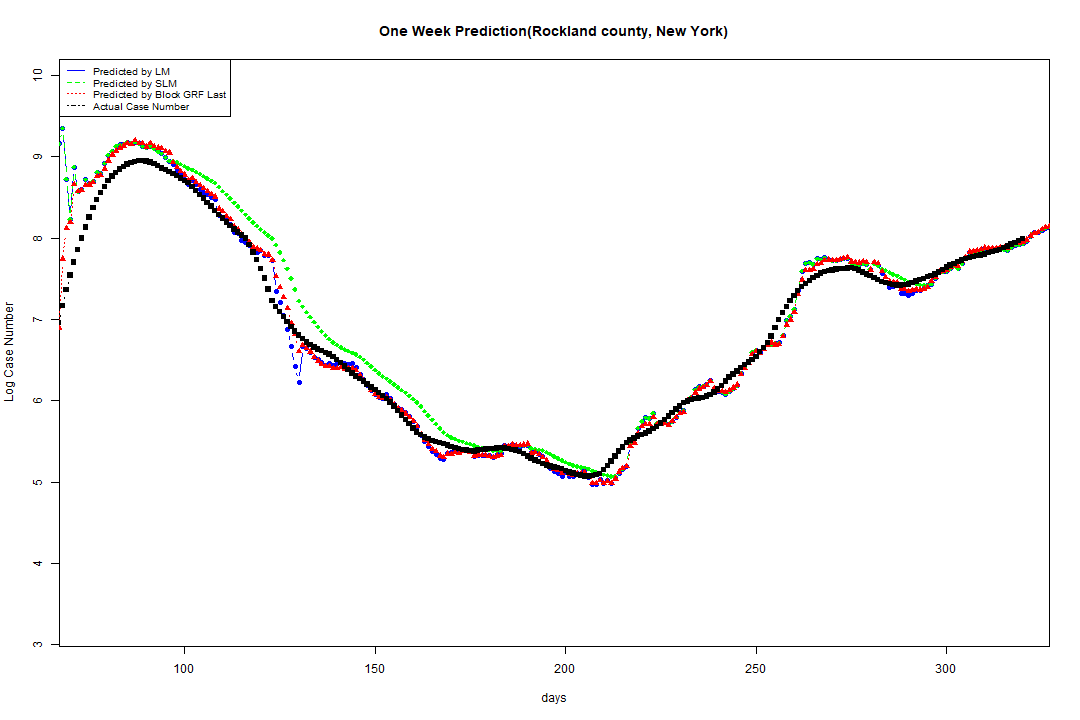 One Week Prediction(Rockland county, New York)
Predicted by LM
Predicted by SLM
Predicted by Block GRF Last
Actual Case Number
10
9
8
7
6
5
4
3
Log Case Number
100 150 200 250 300
days